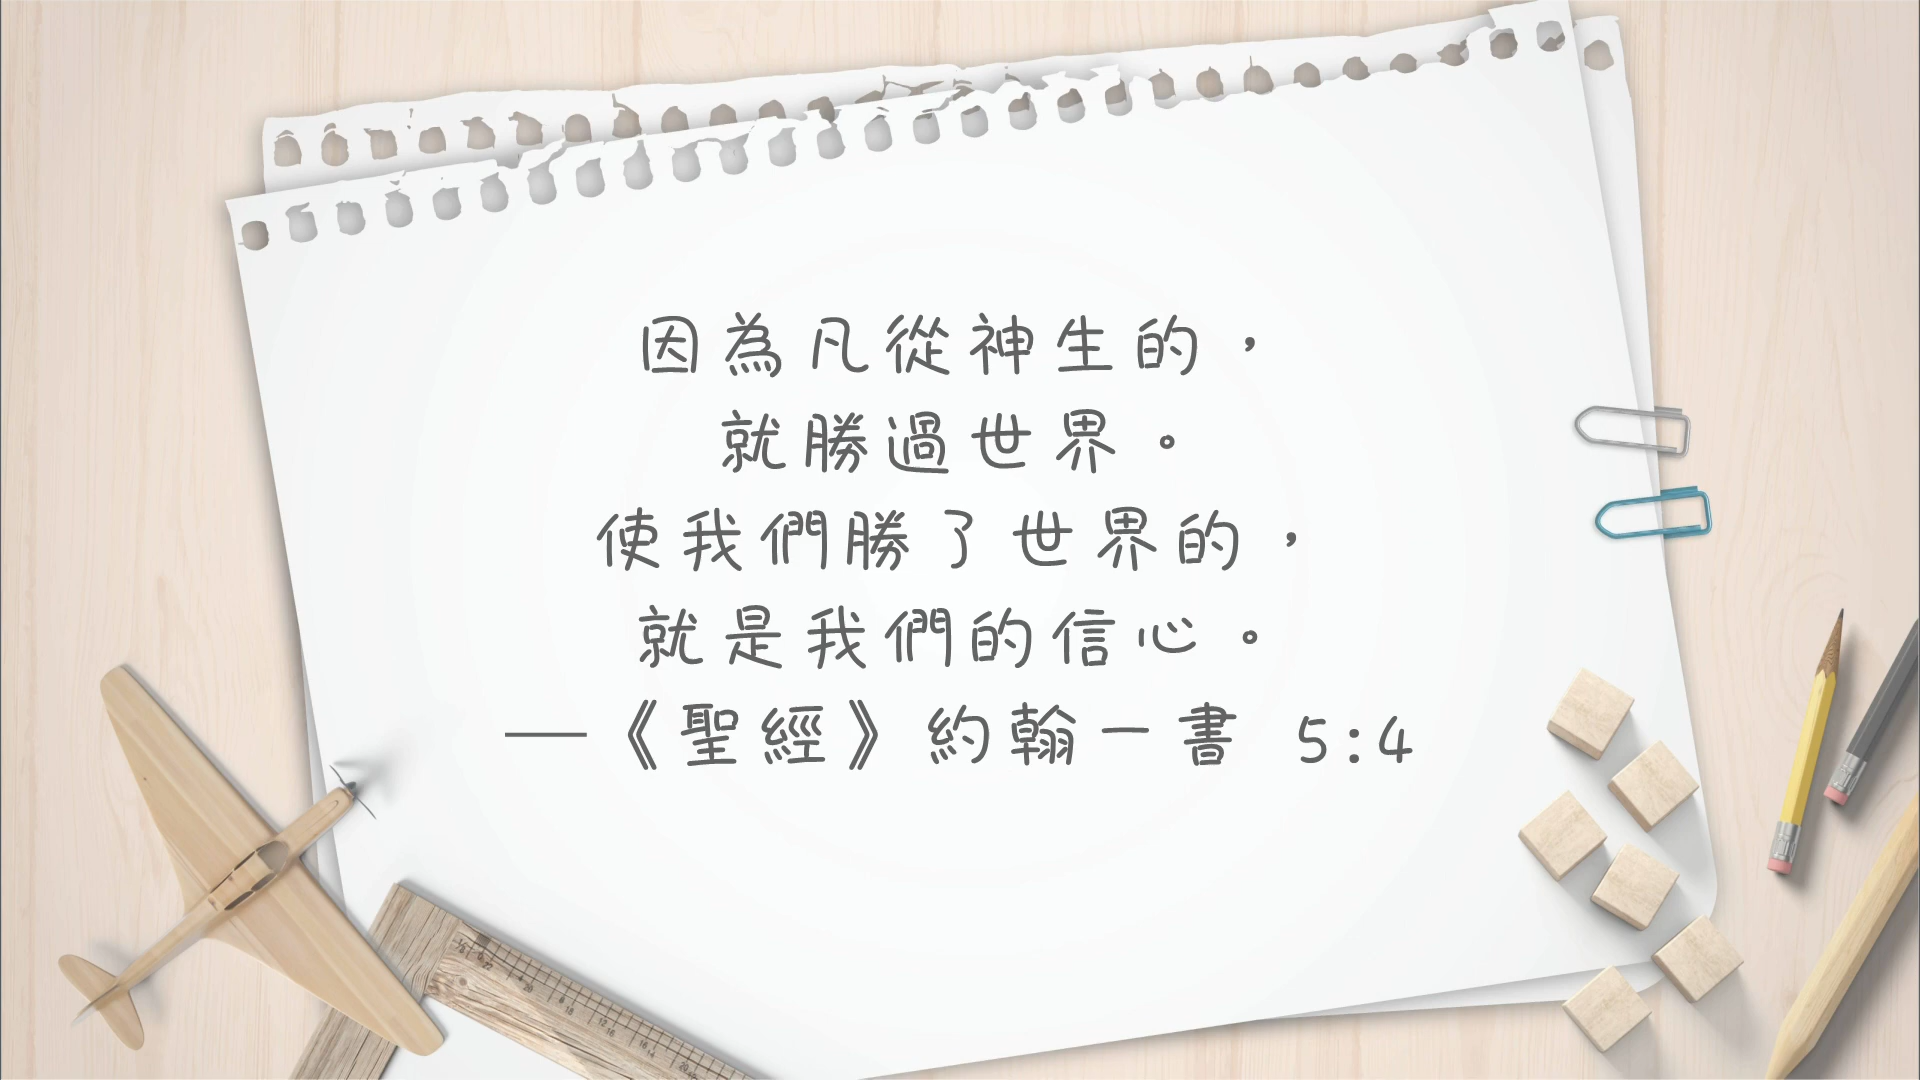 因為凡從神生的，
就勝過世界。
使我們勝了世界的，
就是我們的信心。
—《聖經》約翰一書 5:4